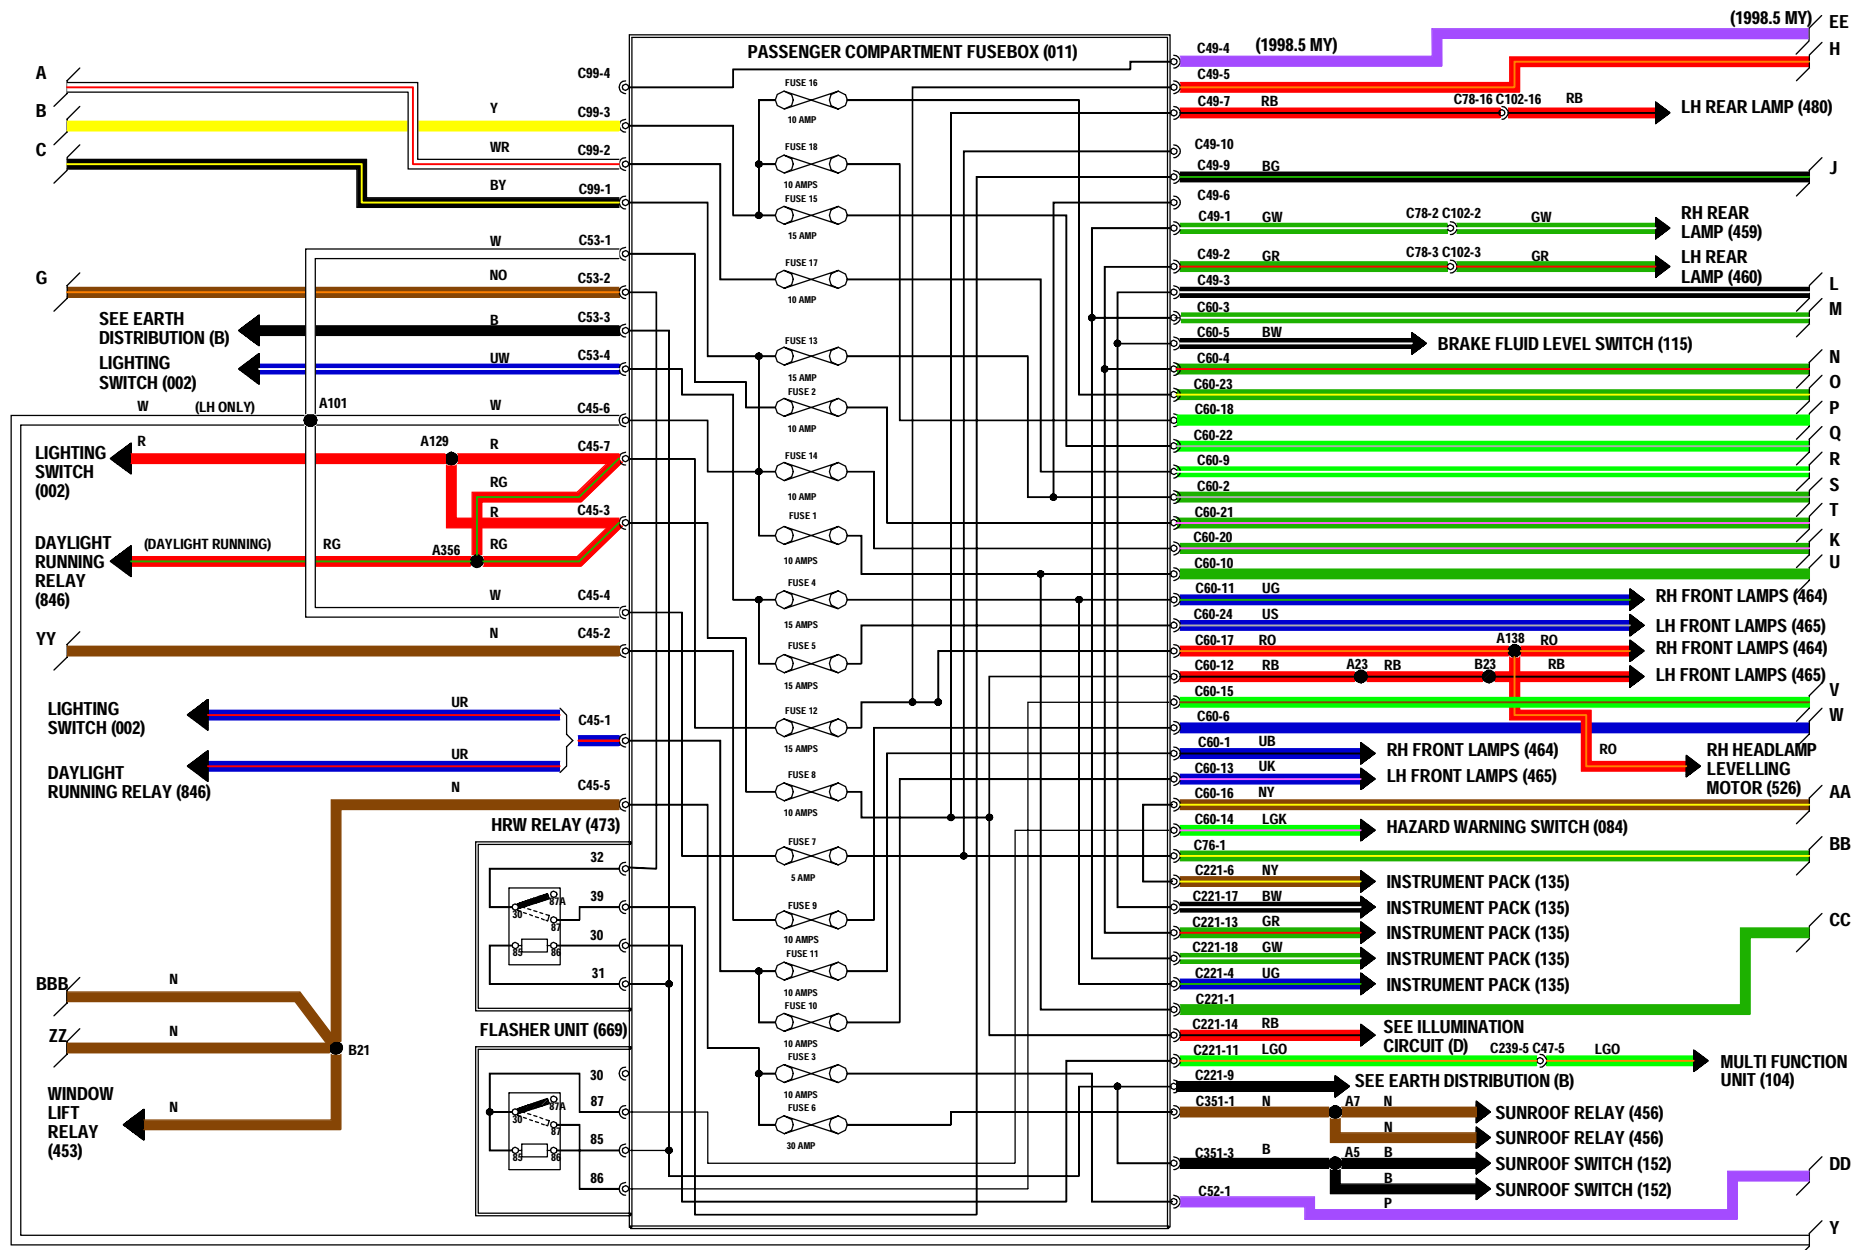 PASSENGER COMPARTMENT FUSEBOX (011)
(1998.5 MY)
EE
H
A
B
C
G
C99-4
Y
C99-3
WR
C99-2
BY
C99-1
W
C53-1
NO
C53-2
SEE EARTH
DISTRIBUTION (B)
B
C53-3
LIGHTING
SWITCH (002)
UW
C53-4
W
(LH ONLY)
A101
W
C45-6
LIGHTING
SWITCH
(002)
R
A129
R
C45-7
RG
R
C45-3
DAYLIGHT
RUNNING
RELAY
(846)
(DAYLIGHT RUNNING)
RG
A356
RG
W
C45-4
YY
N
C45-2
LIGHTING
SWITCH (002)
UR
C45-1
DAYLIGHT
RUNNING RELAY (846)
UR
N
C45-5
HRW RELAY (473)
32
39
30
31
30
87A
87
85
86
BBB
N
ZZ
N
B21
WINDOW
LIFT
RELAY
(453)
N
FLASHER UNIT (669)
30
87
85
86
30
87A
87
85
86
FUSE 16
10 AMP
FUSE 18
10 AMPS
FUSE 15
15 AMP
FUSE 17
10 AMP
FUSE 13
15 AMP
FUSE 2
10 AMP
FUSE 14
10 AMP
FUSE 1
10 AMPS
FUSE 4
15 AMPS
FUSE 5
15 AMPS
FUSE 12
15 AMPS
FUSE 8
10 AMPS
FUSE 7
5 AMP
FUSE 9
10 AMPS
FUSE 11
10 AMPS
FUSE 10
10 AMPS
FUSE 3
10 AMPS
FUSE 6
30 AMP
C49-4
(1998.5 MY)
C49-5
C49-7
RB
C78-16 C102-16
RB
LH REAR LAMP (480)
C49-10
C49-9
BG
J
C49-6
C49-1
GW
C78-2 C102-2
GW
RH REAR
LAMP (459)
C49-2
GR
C78-3 C102-3
GR
LH REAR
LAMP (460)
C49-3
L
C60-3
M
C60-5
BW
BRAKE FLUID LEVEL SWITCH (115)
C60-4
N
C60-23
O
C60-18
P
C60-22
Q
C60-9
R
C60-2
S
C60-21
T
C60-20
K
C60-10
U
C60-11
UG
RH FRONT LAMPS (464)
C60-24
US
LH FRONT LAMPS (465)
C60-17
RO
A138
RO
RH FRONT LAMPS (464)
C60-12
RB
A23
RB
B23
RB
LH FRONT LAMPS (465)
C60-15
V
C60-6
W
C60-1
UB
RH FRONT LAMPS (464)
RO
RH HEADLAMP
LEVELLING
MOTOR (526)
C60-13
UK
LH FRONT LAMPS (465)
C60-16
NY
AA
C60-14
LGK
HAZARD WARNING SWITCH (084)
C76-1
BB
C221-6
NY
INSTRUMENT PACK (135)
C221-17
BW
INSTRUMENT PACK (135)
C221-13
GR
INSTRUMENT PACK (135)
CC
C221-18
GW
INSTRUMENT PACK (135)
C221-4
UG
INSTRUMENT PACK (135)
C221-1
C221-14
RB
SEE ILLUMINATION
CIRCUIT (D)
C221-11
LGO
C239-5 C47-5
LGO
MULTI FUNCTION
UNIT (104)
C221-9
SEE EARTH DISTRIBUTION (B)
C351-1
N
A7
N
SUNROOF RELAY (456)
N
SUNROOF RELAY (456)
C351-3
B
A5
B
SUNROOF SWITCH (152)
B
SUNROOF SWITCH (152)
C52-1
P
DD
Y